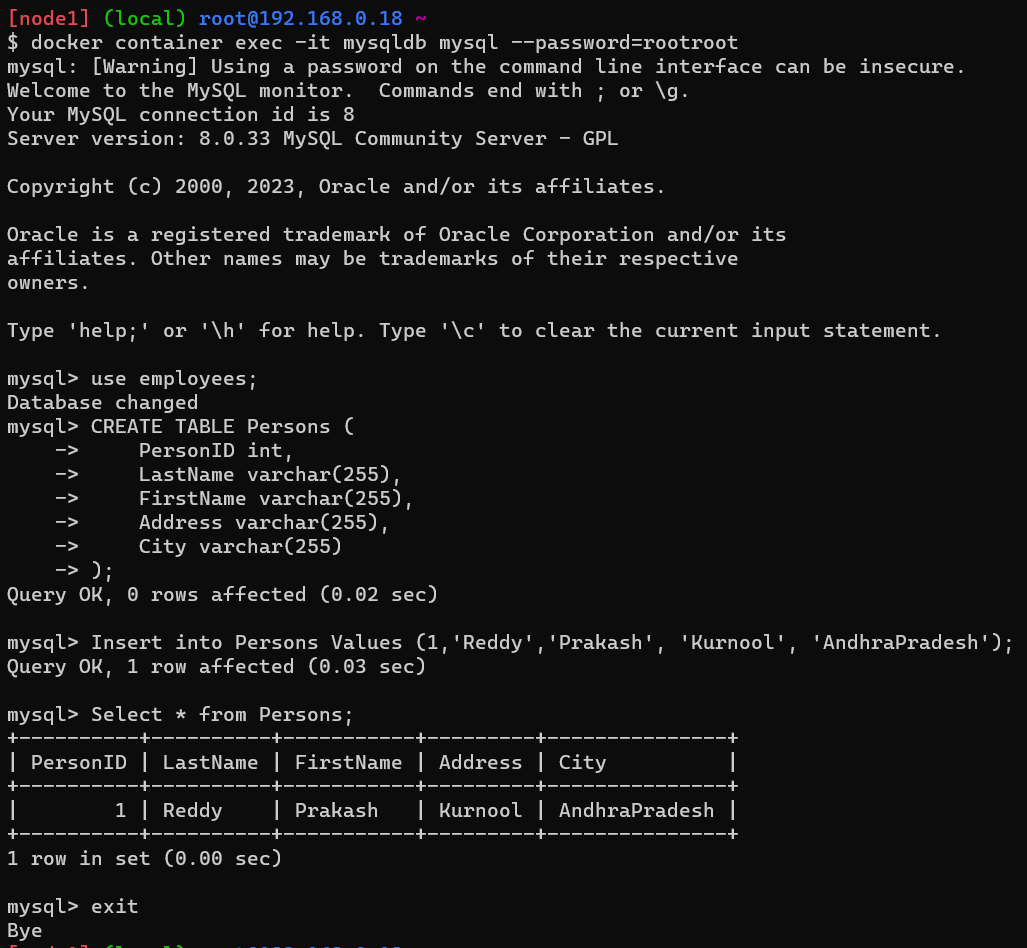 [node1] (local) root@192.168.0.18 ~
$ docker container exec -it mysqldb mysql --password=rootroot
mysql: [Warning] Using a password on the command line interface can be insecure.
Welcome to the MySQL monitor.  Commands end with ; or \g.
Your MySQL connection id is 8
Server version: 8.0.33 MySQL Community Server - GPL

Copyright (c) 2000, 2023, Oracle and/or its affiliates.

Oracle is a registered trademark of Oracle Corporation and/or its
affiliates. Other names may be trademarks of their respective
owners.

Type 'help;' or '\h' for help. Type '\c' to clear the current input statement.

mysql> use employees;
Database changed
mysql> CREATE TABLE Persons (
    ->     PersonID int,
    ->     LastName varchar(255),
    ->     FirstName varchar(255),
    ->     Address varchar(255),
    ->     City varchar(255)
    -> );
Query OK, 0 rows affected (0.02 sec)

mysql> Insert into Persons Values (1,'Reddy','Prakash', 'Kurnool', 'AndhraPradesh');
Query OK, 1 row affected (0.03 sec)

mysql> Select * from Persons;
+----------+----------+-----------+---------+---------------+
| PersonID | LastName | FirstName | Address | City          |
+----------+----------+-----------+---------+---------------+
|        1 | Reddy    | Prakash   | Kurnool | AndhraPradesh |
+----------+----------+-----------+---------+---------------+
1 row in set (0.00 sec)

mysql> exit
Bye